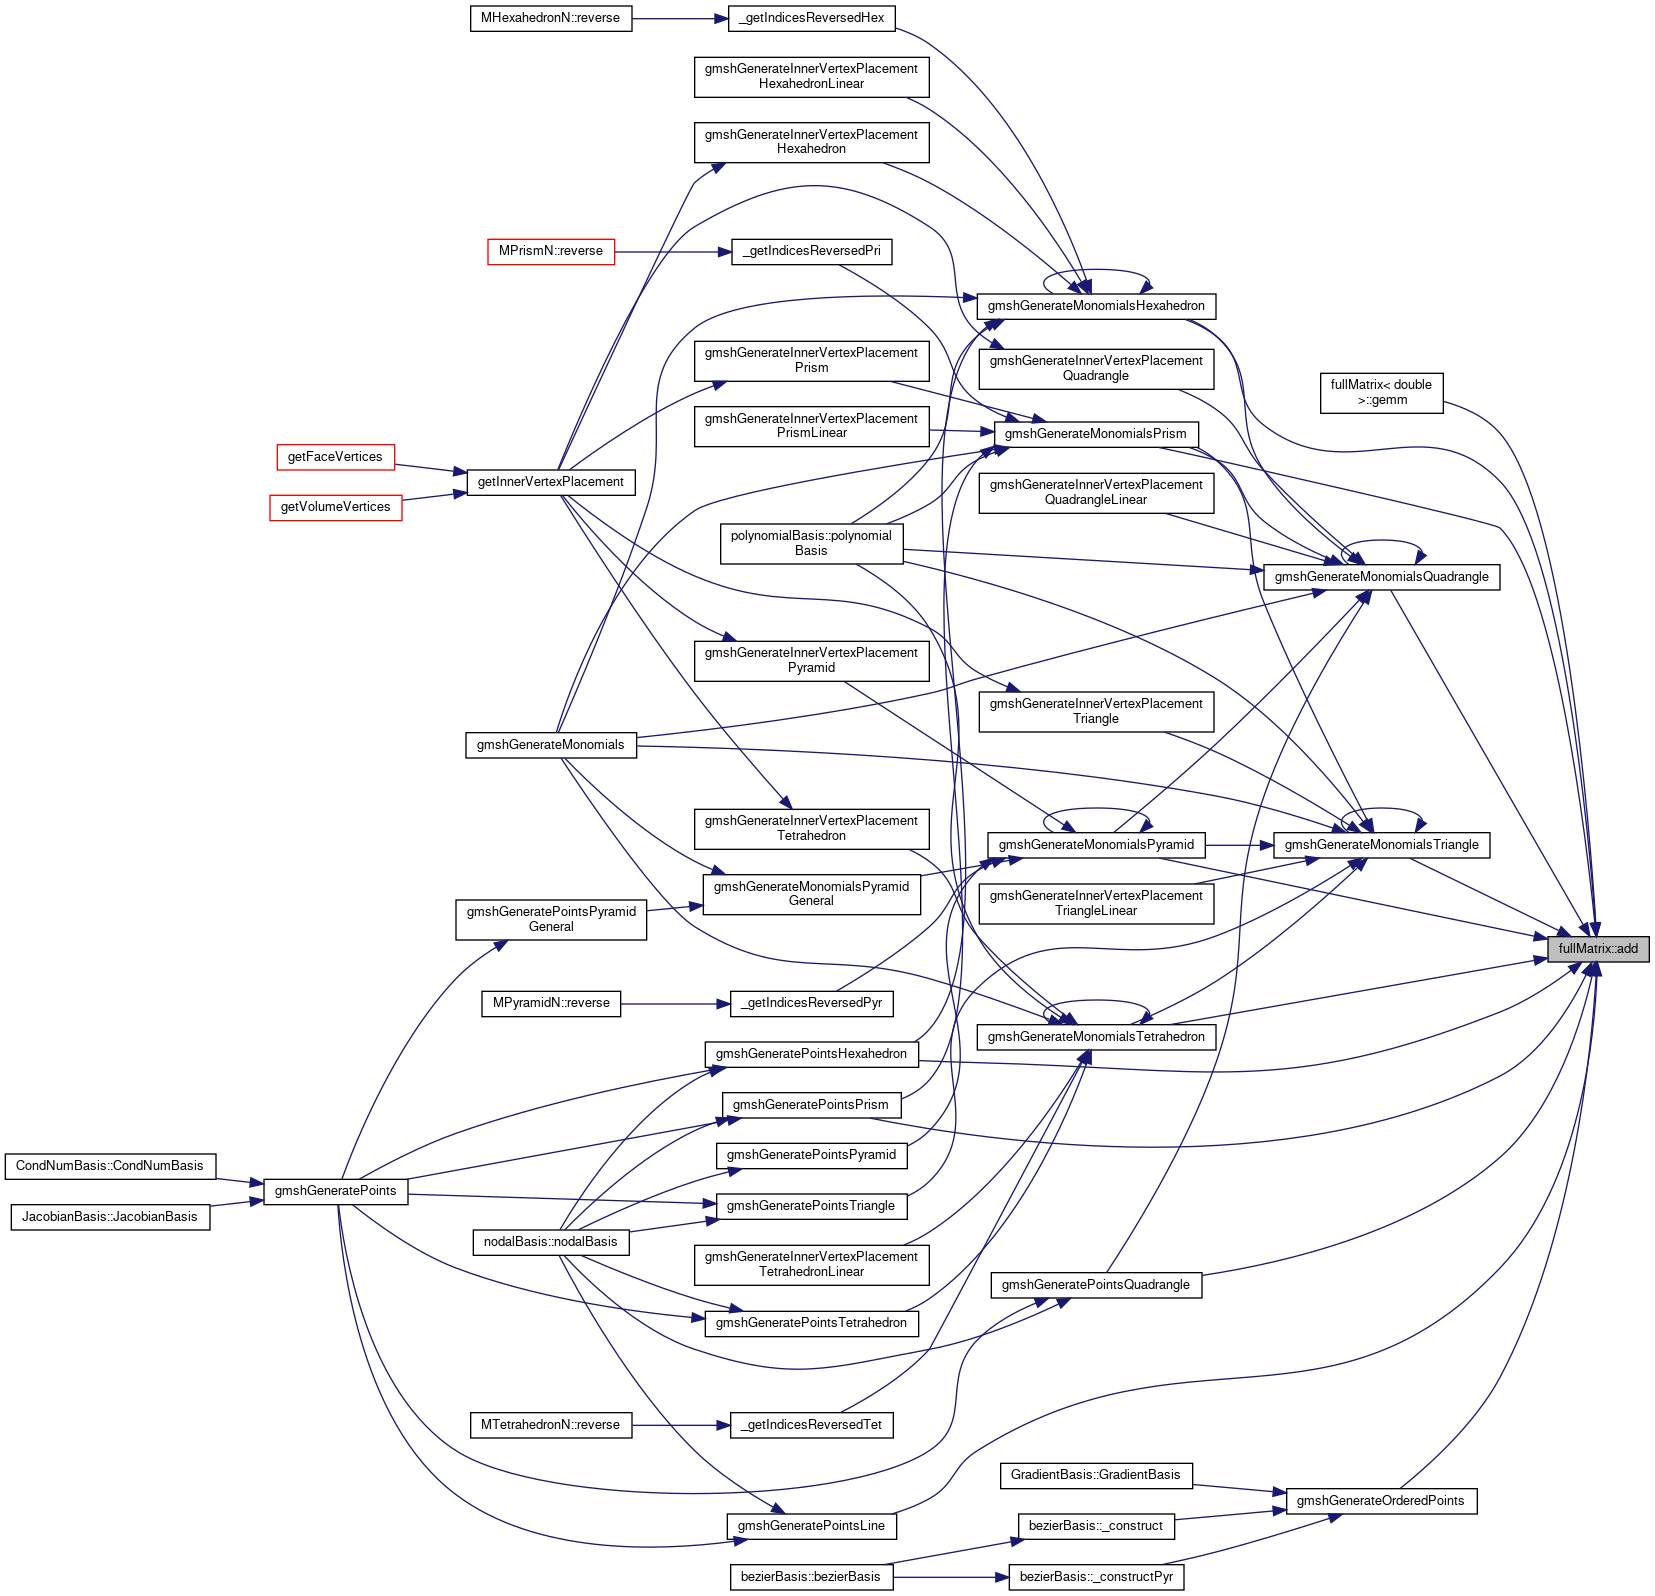 MHexahedronN::reverse
_getIndicesReversedHex
gmshGenerateInnerVertexPlacement
HexahedronLinear
gmshGenerateInnerVertexPlacement
Hexahedron
MPrismN::reverse
_getIndicesReversedPri
gmshGenerateMonomialsHexahedron
gmshGenerateInnerVertexPlacement
Prism
gmshGenerateInnerVertexPlacement
Quadrangle
fullMatrix< double
>::gemm
gmshGenerateInnerVertexPlacement
PrismLinear
gmshGenerateMonomialsPrism
getFaceVertices
getInnerVertexPlacement
getVolumeVertices
gmshGenerateInnerVertexPlacement
QuadrangleLinear
polynomialBasis::polynomial
Basis
gmshGenerateMonomialsQuadrangle
gmshGenerateInnerVertexPlacement
Pyramid
gmshGenerateInnerVertexPlacement
Triangle
gmshGenerateMonomials
gmshGenerateInnerVertexPlacement
Tetrahedron
gmshGenerateMonomialsPyramid
gmshGenerateMonomialsTriangle
gmshGenerateMonomialsPyramid
General
gmshGenerateInnerVertexPlacement
TriangleLinear
gmshGeneratePointsPyramid
General
fullMatrix::add
MPyramidN::reverse
_getIndicesReversedPyr
gmshGenerateMonomialsTetrahedron
gmshGeneratePointsHexahedron
gmshGeneratePointsPrism
gmshGeneratePointsPyramid
CondNumBasis::CondNumBasis
gmshGeneratePoints
JacobianBasis::JacobianBasis
gmshGeneratePointsTriangle
nodalBasis::nodalBasis
gmshGenerateInnerVertexPlacement
TetrahedronLinear
gmshGeneratePointsQuadrangle
gmshGeneratePointsTetrahedron
MTetrahedronN::reverse
_getIndicesReversedTet
GradientBasis::GradientBasis
gmshGenerateOrderedPoints
gmshGeneratePointsLine
bezierBasis::_construct
bezierBasis::bezierBasis
bezierBasis::_constructPyr